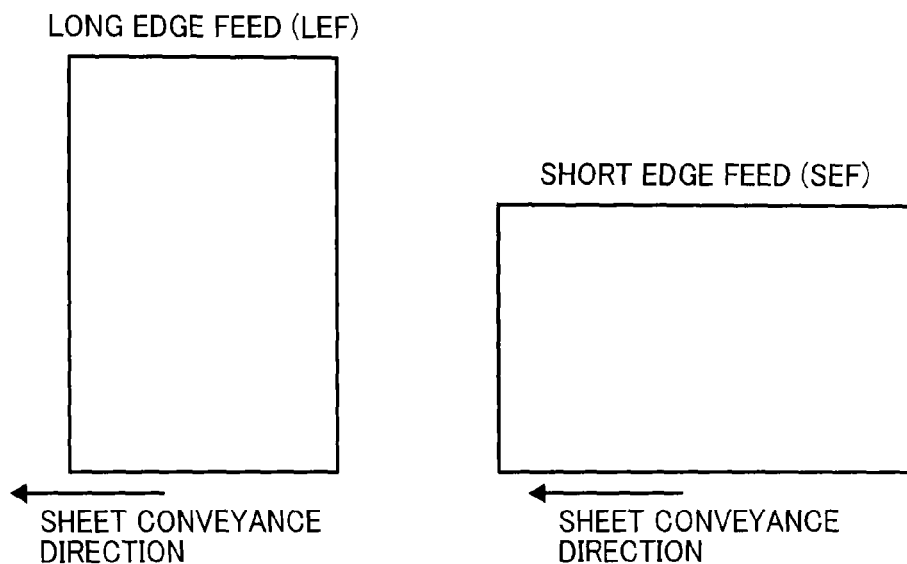 LONG EDGE FEED (LEF)
SHEET CONVEYANCE
DIRECTION
SHORT EDGE FEED (SEF)
SHEET CONVEYANCE
DIRECTION